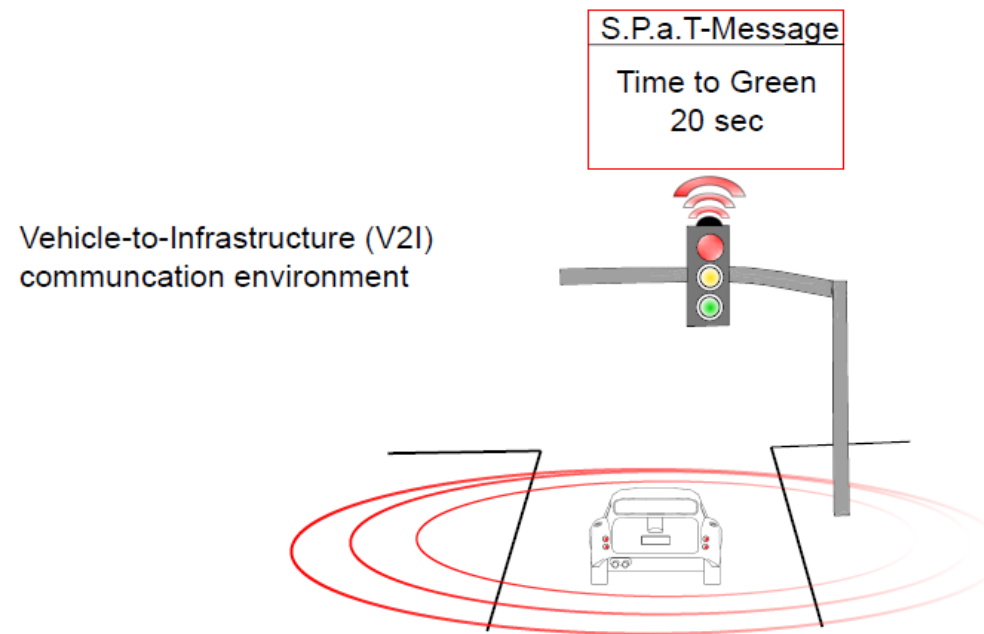 S.P.a.T-Message
Time to Green
20 sec
Vehicle-to-Infrastructure (V2I)
communcation environment